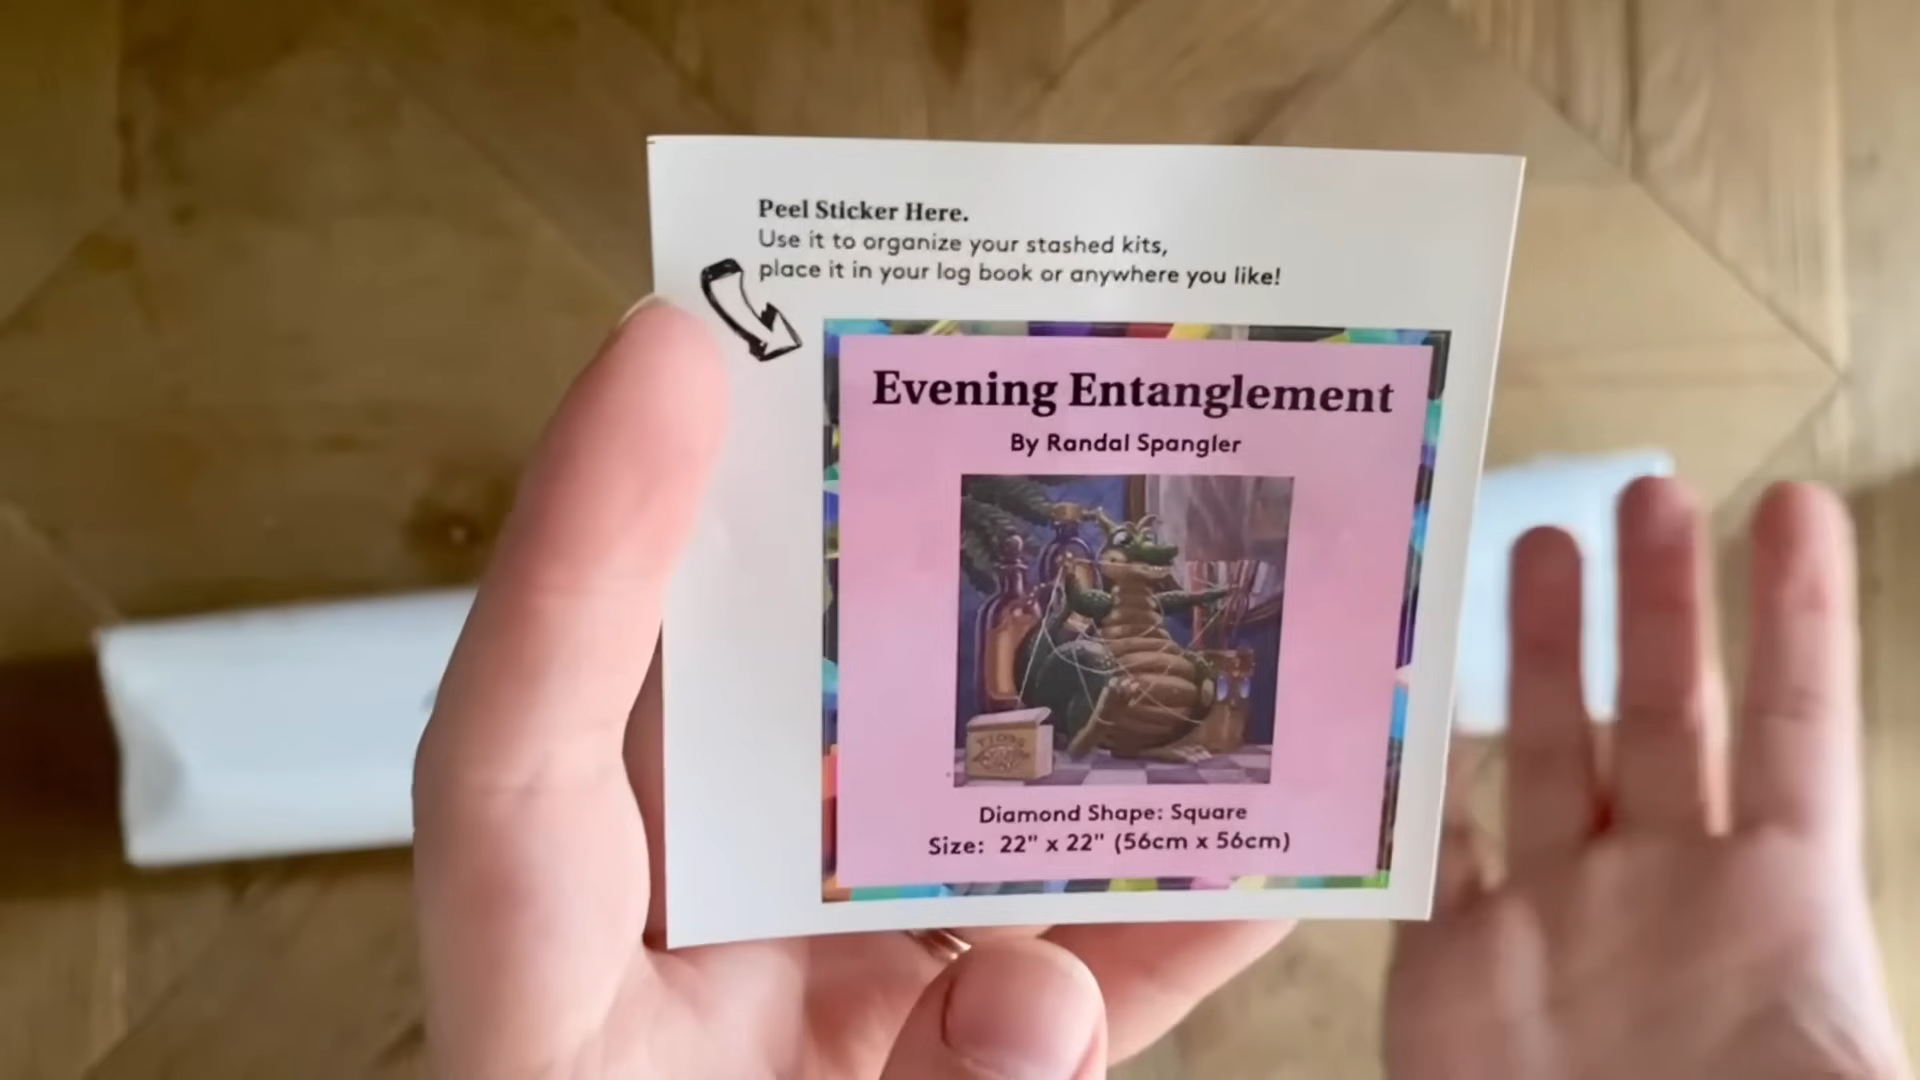 Peel Sticker Here.
Use it to organize your stashed kits,
place it in your log book or anywhere you like!
Evening Entanglement
By Randal Spangler
Diamond Shape: Square
Size: 22" x 22" (56cm x 56cm)